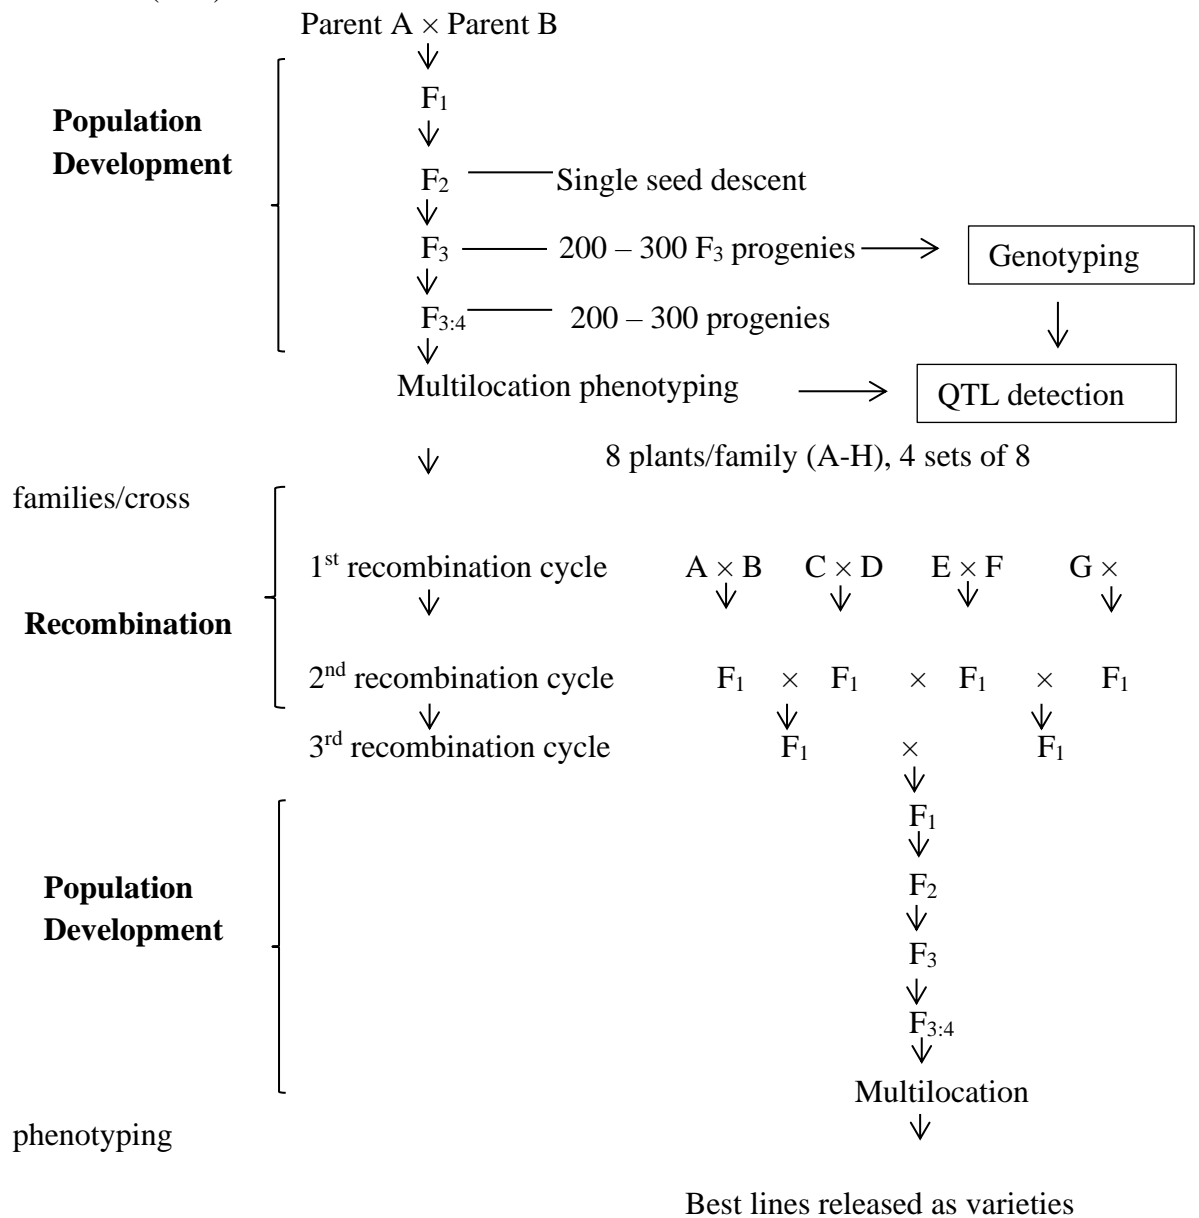 Parent A × Parent B
F₁
Population
Development
F₂ Single seed descent
F₃ 200 – 300 F₃ progenies Genotyping
F₃:₄ 200 – 300 progenies
Multilocation phenotyping QTL detection
8 plants/family (A-H), 4 sets of 8
families/cross
1st recombination cycle A × B C × D E × F G ×
Recombination
2nd recombination cycle F₁ × F₁ × F₁ × F₁
3rd recombination cycle F₁ × F₁
F₁
Population
Development
F₂
F₃
F₃:₄
Multilocation
phenotyping
Best lines released as varieties